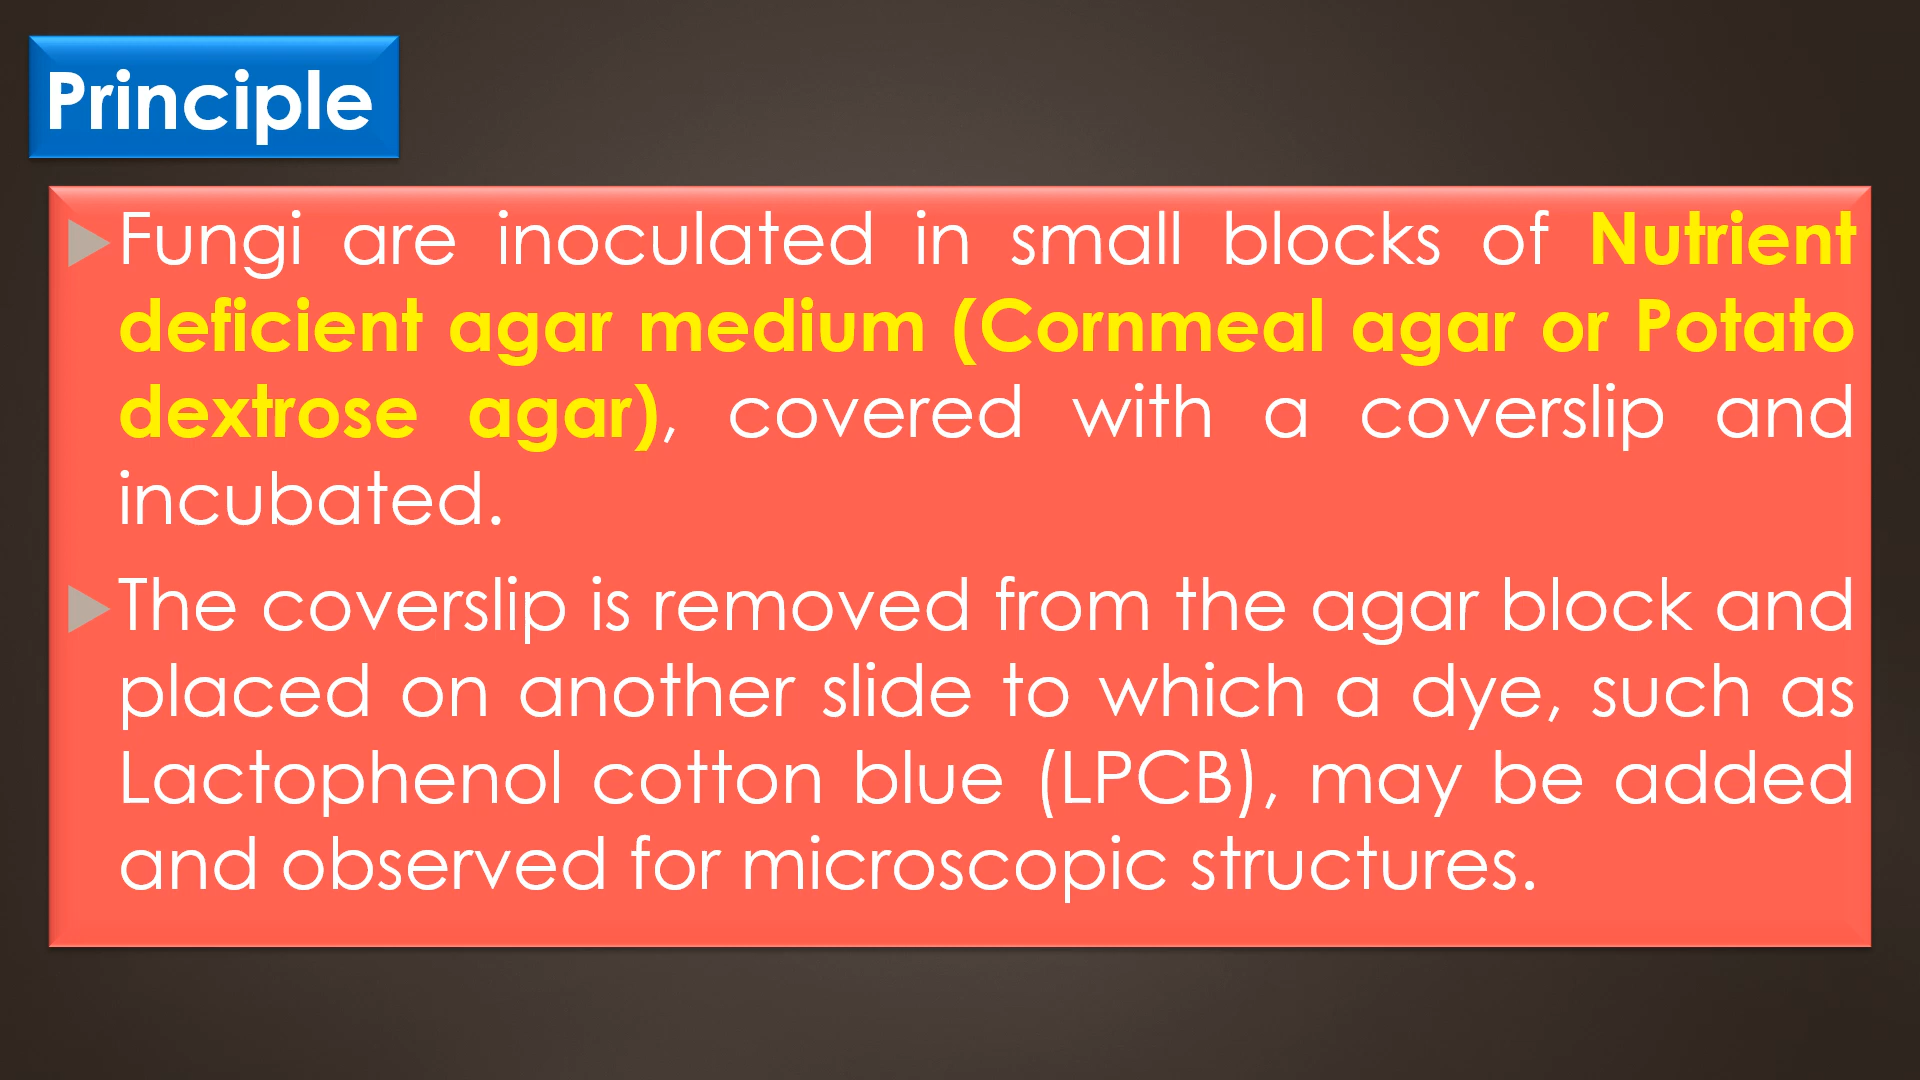 Principle
Fungi are inoculated in small blocks of Nutrient
deficient agar medium (Cornmeal agar or Potato
dextrose agar), covered with a coverslip and
incubated.
The coverslip is removed from the agar block and
placed on another slide to which a dye, such as
Lactophenol cotton blue (LPCB), may be added
and observed for microscopic structures.